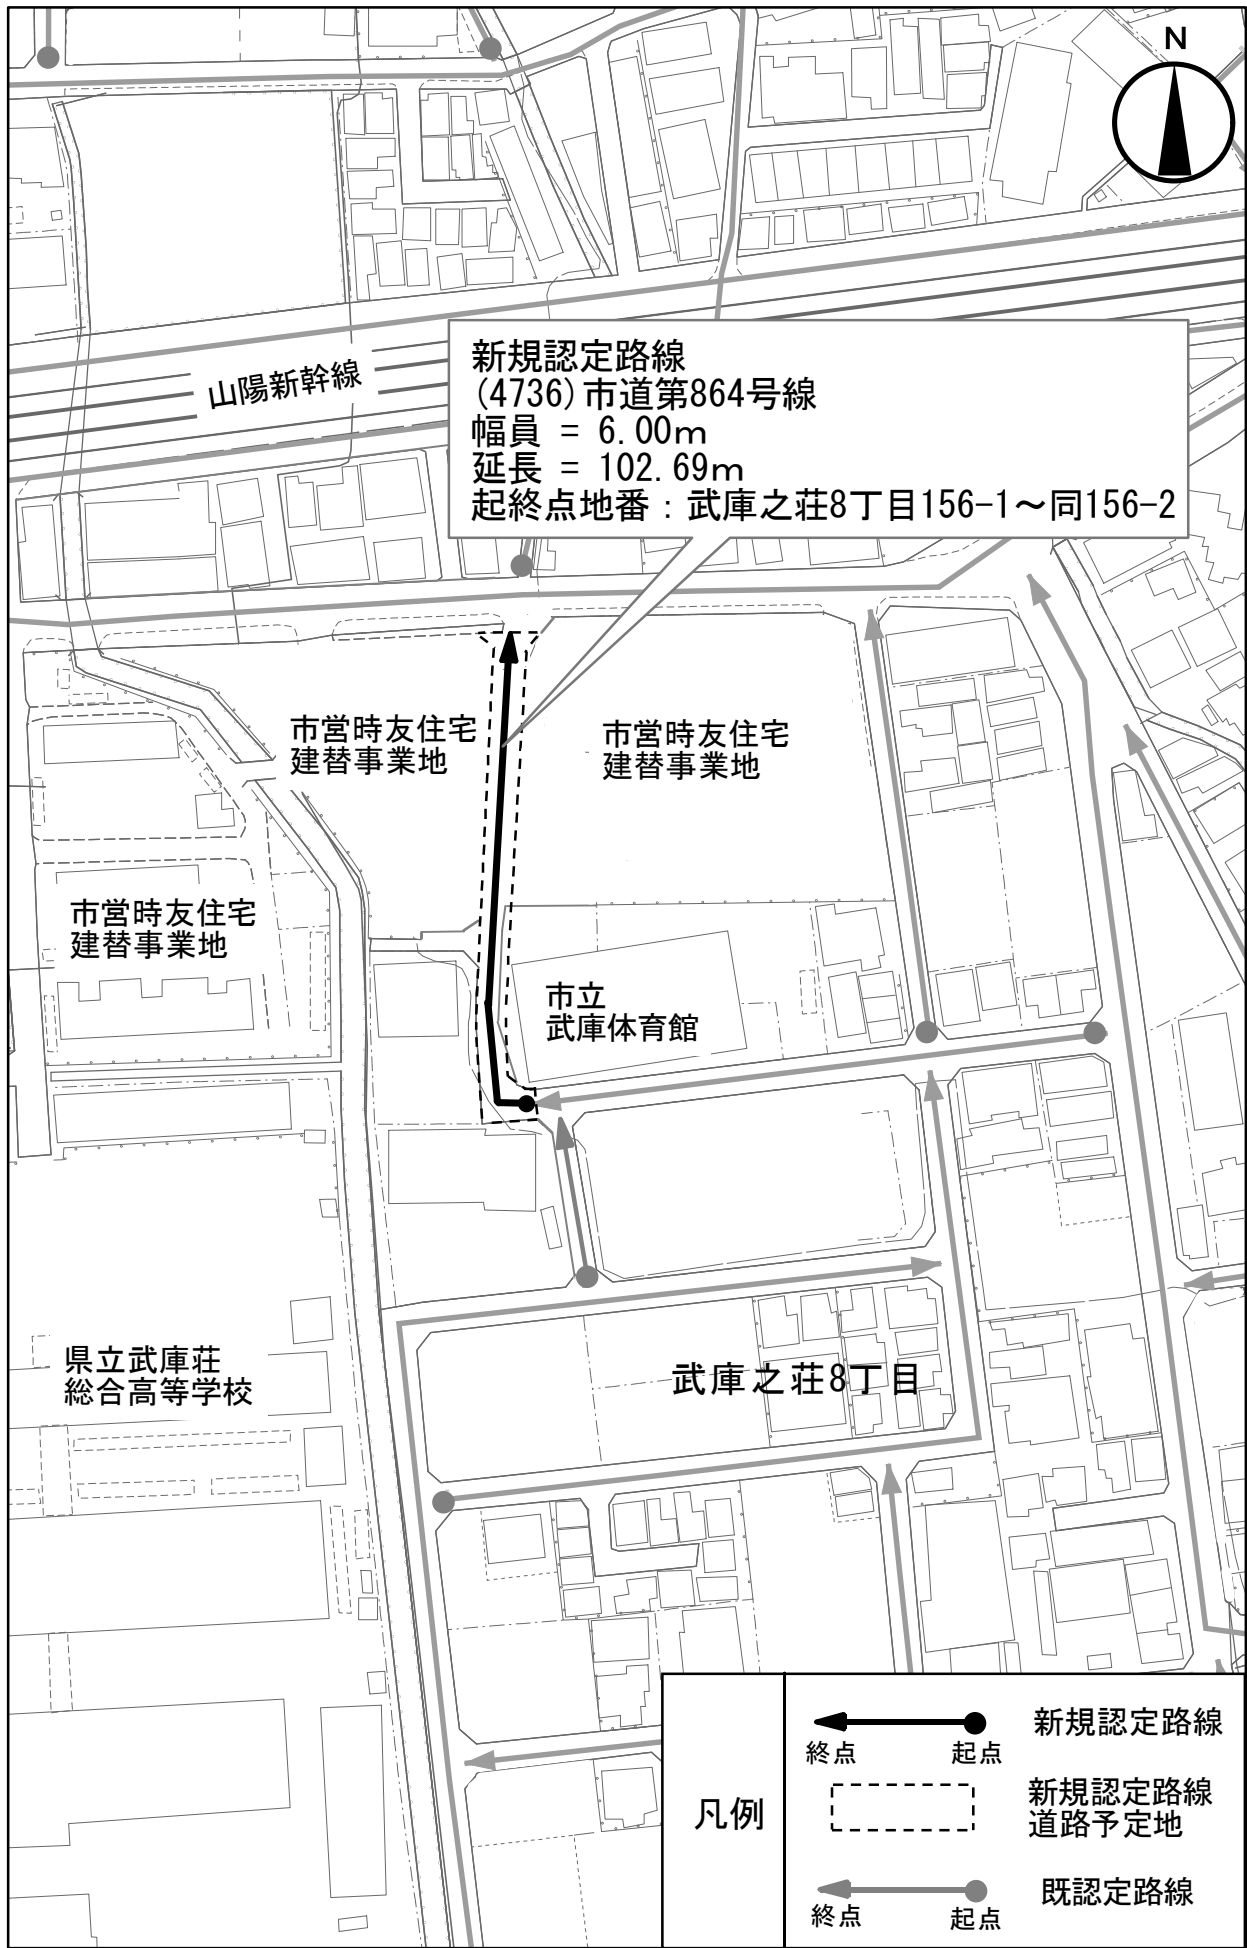 N
山陽新幹線
新規認定路線
(4736)市道第864号線
幅員 = 6.00m
延長 = 102.69m
起終点地番：武庫之荘8丁目156-1～同156-2
市営時友住宅
建替事業地
市営時友住宅
建替事業地
市営時友住宅
建替事業地
市立
武庫体育館
県立武庫荘
総合高等学校
武庫之荘8丁目
凡例
終点
起点
新規認定路線
新規認定路線
道路予定地
終点
起点
既認定路線